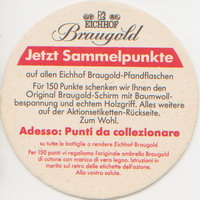 EICHHOF
Braugold
Jetzt Sammelpunkte
auf allen Eichhof Braugold-Pfandflaschen
Für 150 Punkte schenken wir Ihnen den
Original Braugold-Schirm mit Baumwoll-
bespannung und echtem Holzgriff. Alles weitere
auf der Aktionsetiketten-Rückseite.
Zum Wohl.
Adesso: Punti da collezionare
su tutte le bottiglie a rendere Eichhof Braugold
Per 150 punti vi regaliamo l'originale ombrello Braugold
di cotone con manico di vero legno. Istruzioni in
merito sul retro delle etichette dell'azione.
Alla vostra salute.